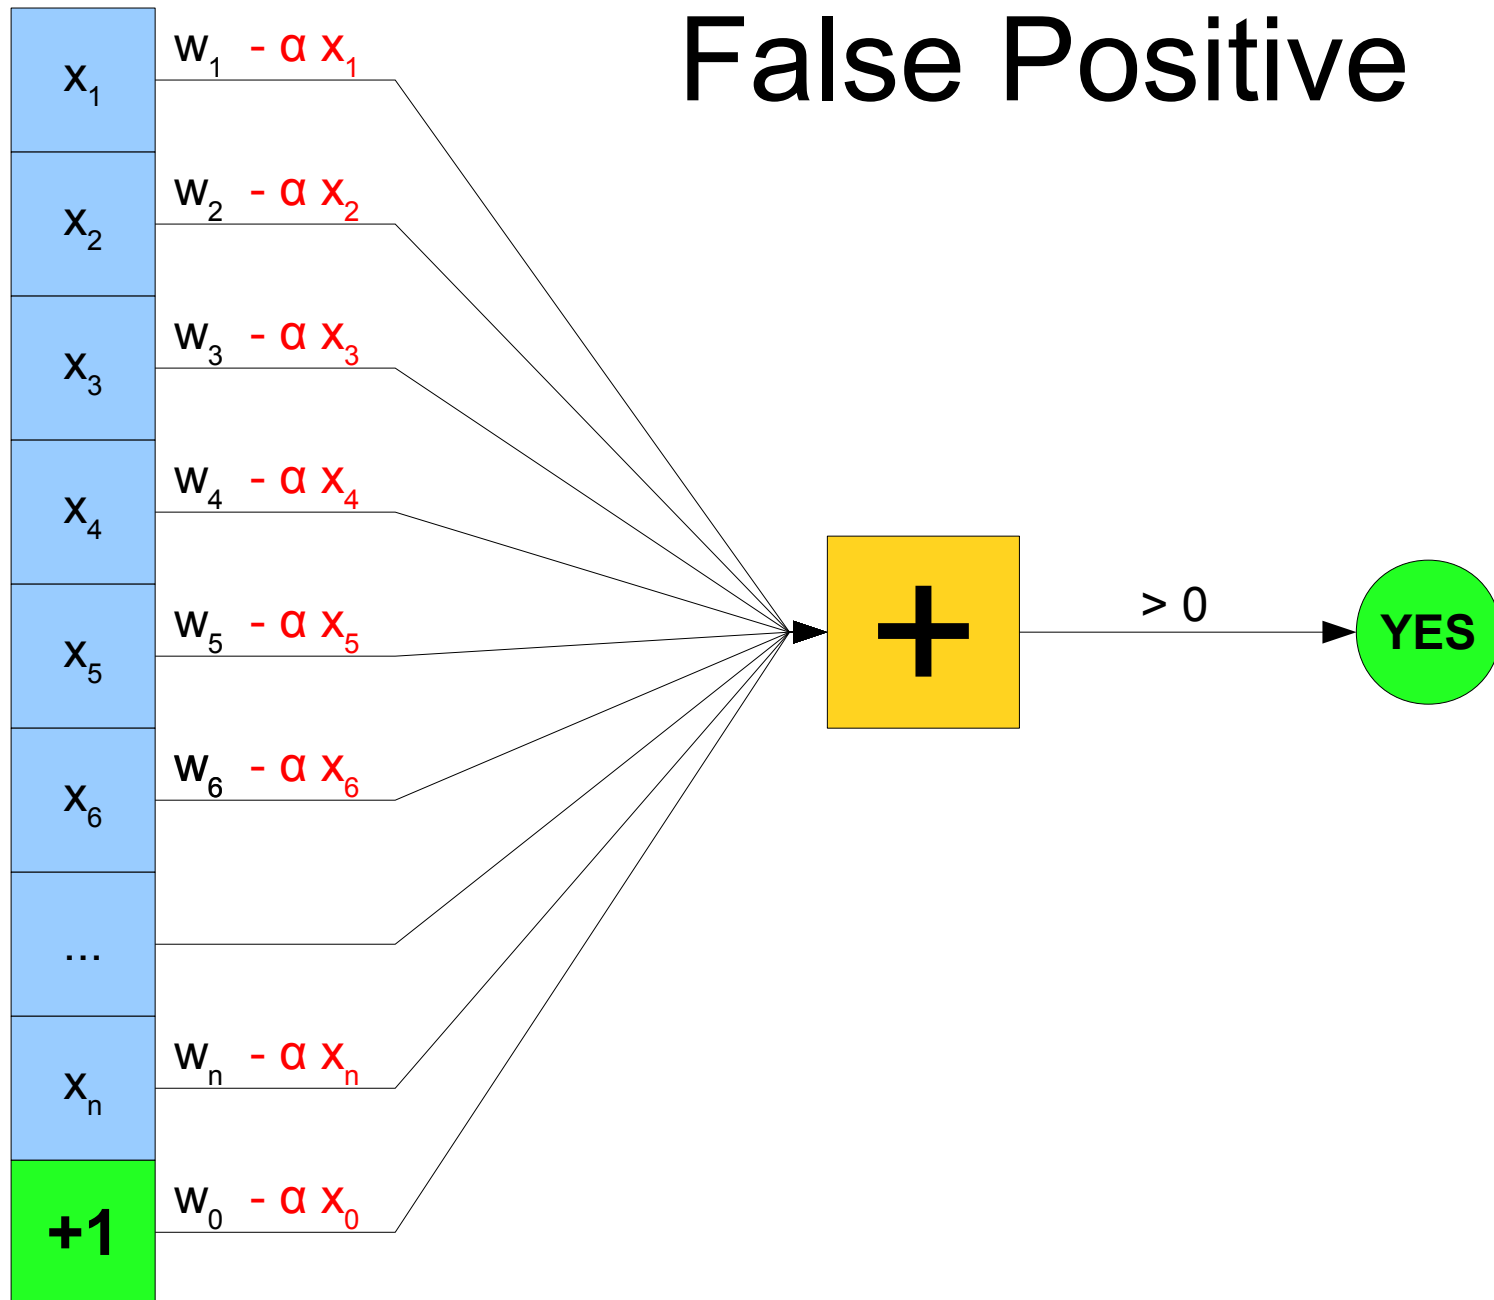 False Positive
x₁ w₁ - α x₁
x₂ w₂ - α x₂
x₃ w₃ - α x₃
x₄ w₄ - α x₄
x₅ w₅ - α x₅
x₆ w₆ - α x₆
...
xₙ wₙ - α xₙ
+1 w₀ - α x₀
+
> 0
YES